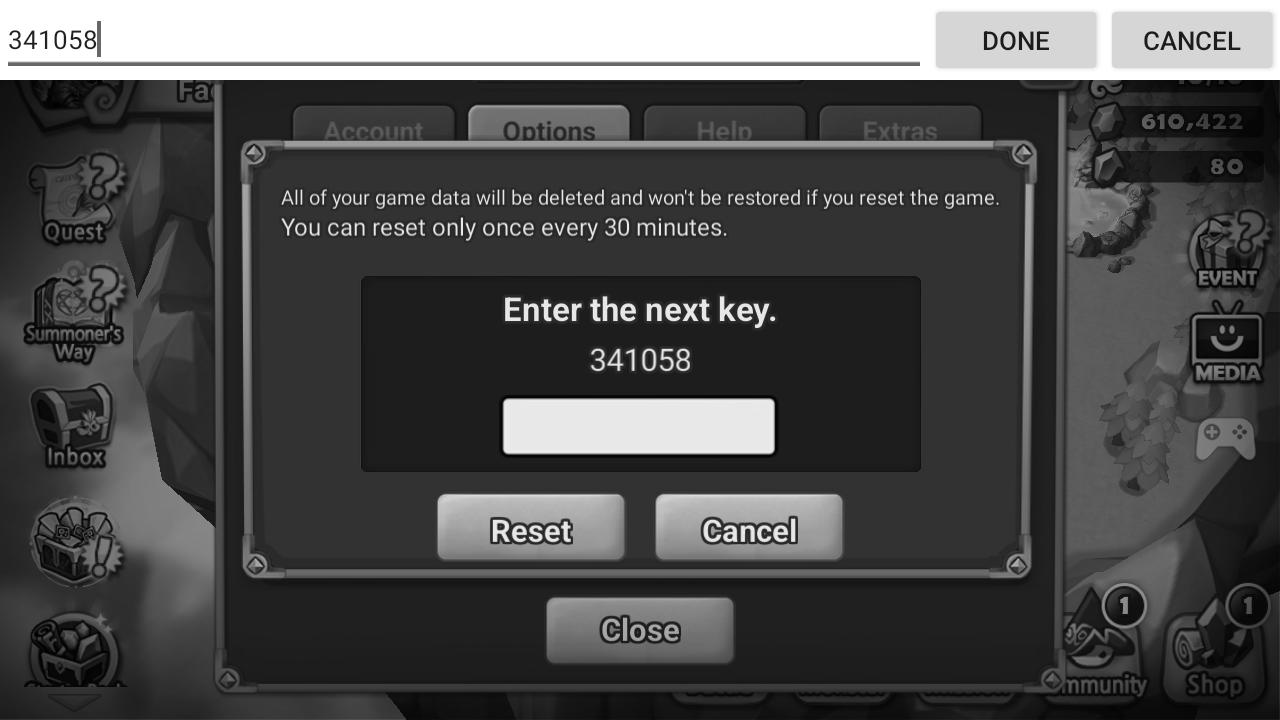 341058
DONE
CANCEL
Account
Options
Help
Extras
610,422
80
All of your game data will be deleted and won't be restored if you reset the game.
You can reset only once every 30 minutes.
Enter the next key.
341058
Reset
Cancel
Close
Quest
Summoner's
Way
Inbox
EVENT
MEDIA
1
1
Shop